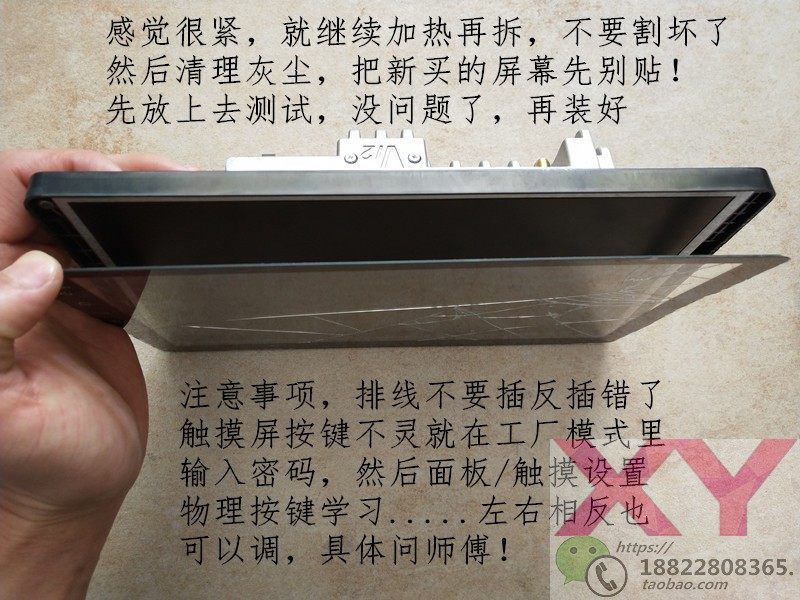 感觉很紧，就继续加热再拆，不要割坏了
然后清理灰尘，把新买的屏幕先别贴！
先放上去测试，没问题了，再装好
V12
注意事项，排线不要插反插错了
触摸屏按键不灵就在工厂模式里
输入密码，然后面板/触摸设置
物理按键学习.....左右相反也
可以调，具体问师傅！
XY
https://
18822808365.
taobao.com